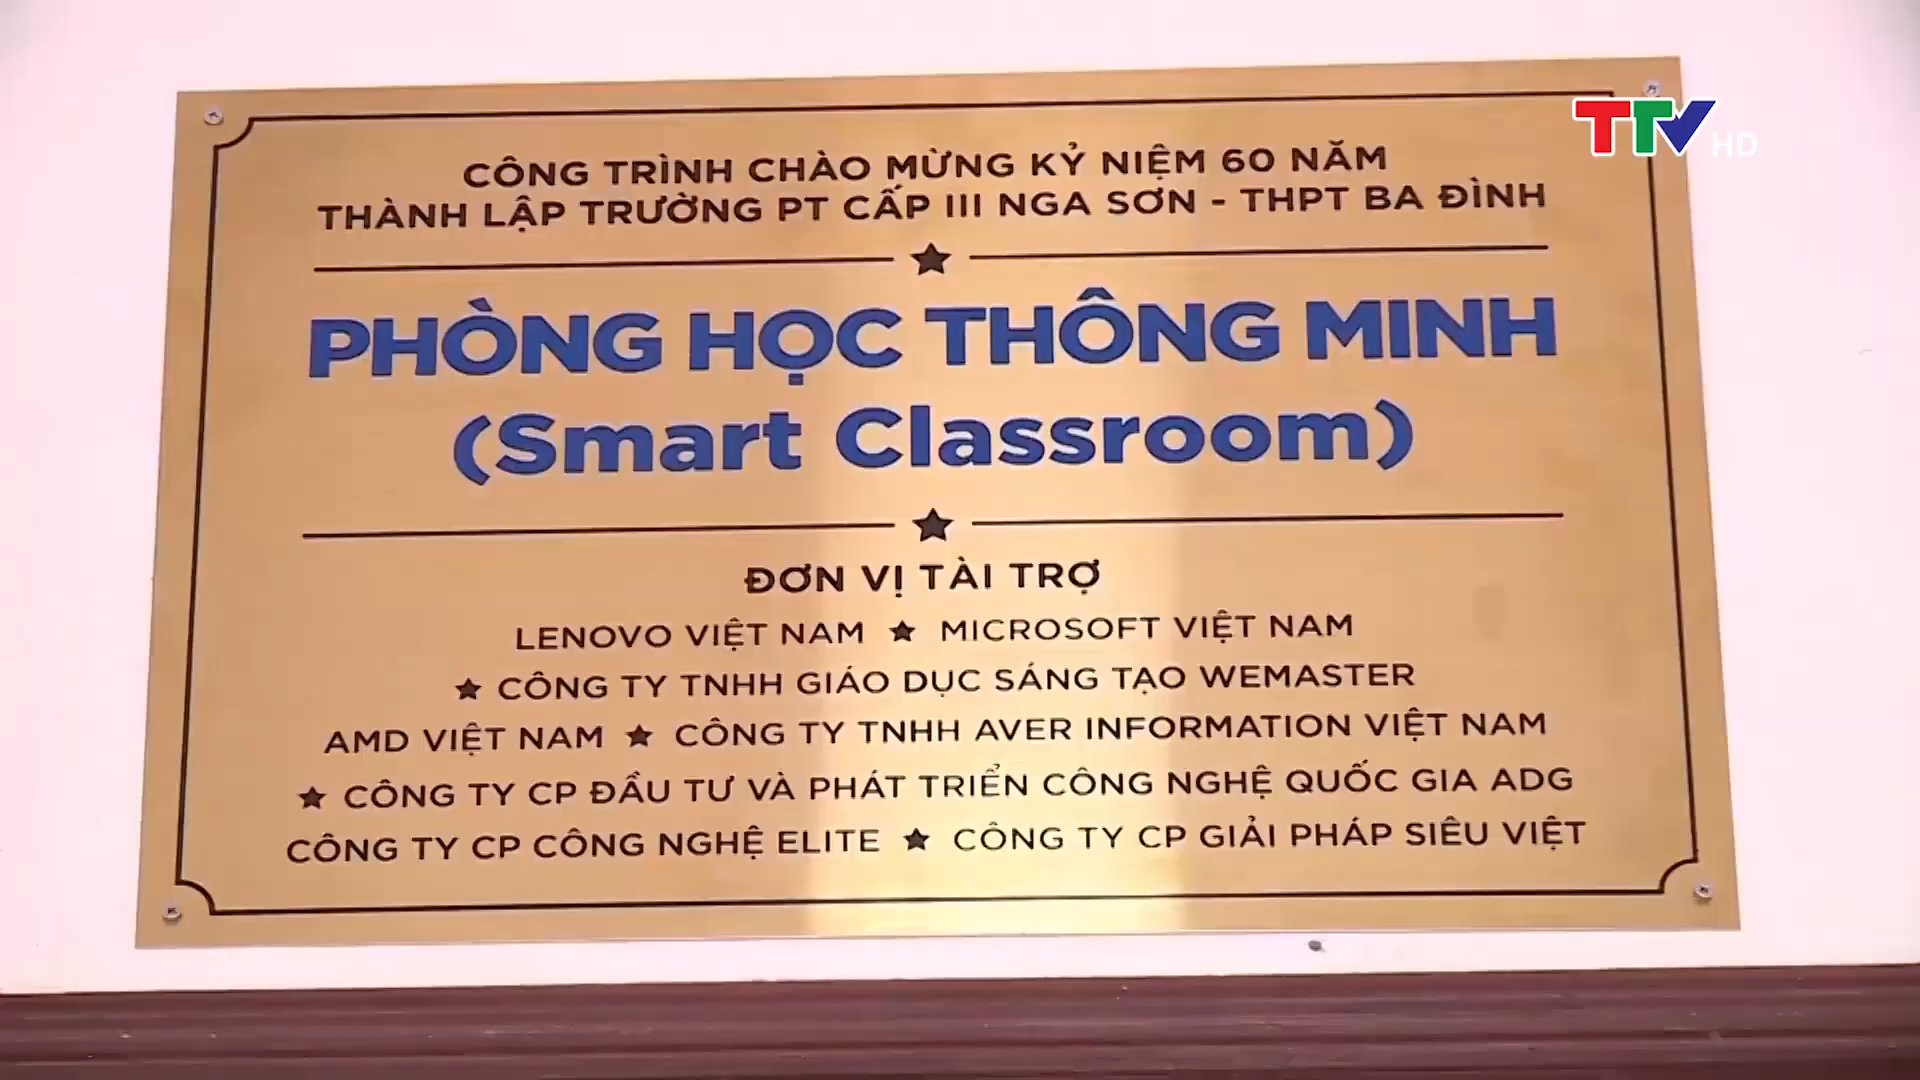 TTV HD
CÔNG TRÌNH CHÀO MỪNG KỶ NIỆM 60 NĂM
THÀNH LẬP TRƯỜNG PT CẤP III NGA SƠN - THPT BA ĐÌNH
PHÒNG HỌC THÔNG MINH
(Smart Classroom)
ĐƠN VỊ TÀI TRỢ
LENOVO VIỆT NAM ★ MICROSOFT VIỆT NAM
★ CÔNG TY TNHH GIÁO DỤC SÁNG TẠO WEMASTER
AMD VIỆT NAM ★ CÔNG TY TNHH AVER INFORMATION VIỆT NAM
★ CÔNG TY CP ĐẦU TƯ VÀ PHÁT TRIỂN CÔNG NGHỆ QUỐC GIA ADG
CÔNG TY CP CÔNG NGHỆ ELITE ★ CÔNG TY CP GIẢI PHÁP SIÊU VIỆT